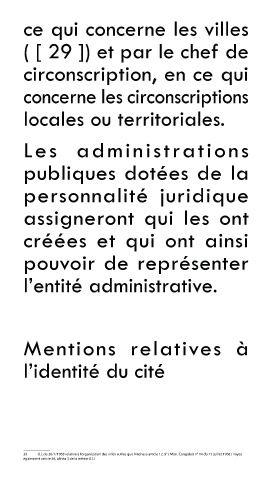 ce qui concerne les villes
( [ 29 ]) et par le chef de
circonscription, en ce qui
concerne les circonscriptions
locales ou territoriales.
Les administrations
publiques dotées de la
personnalité juridique
assigneront qui les ont
créées et qui ont ainsi
pouvoir de représenter
l'entité administrative.
Mentions relatives à
l'identité du cité